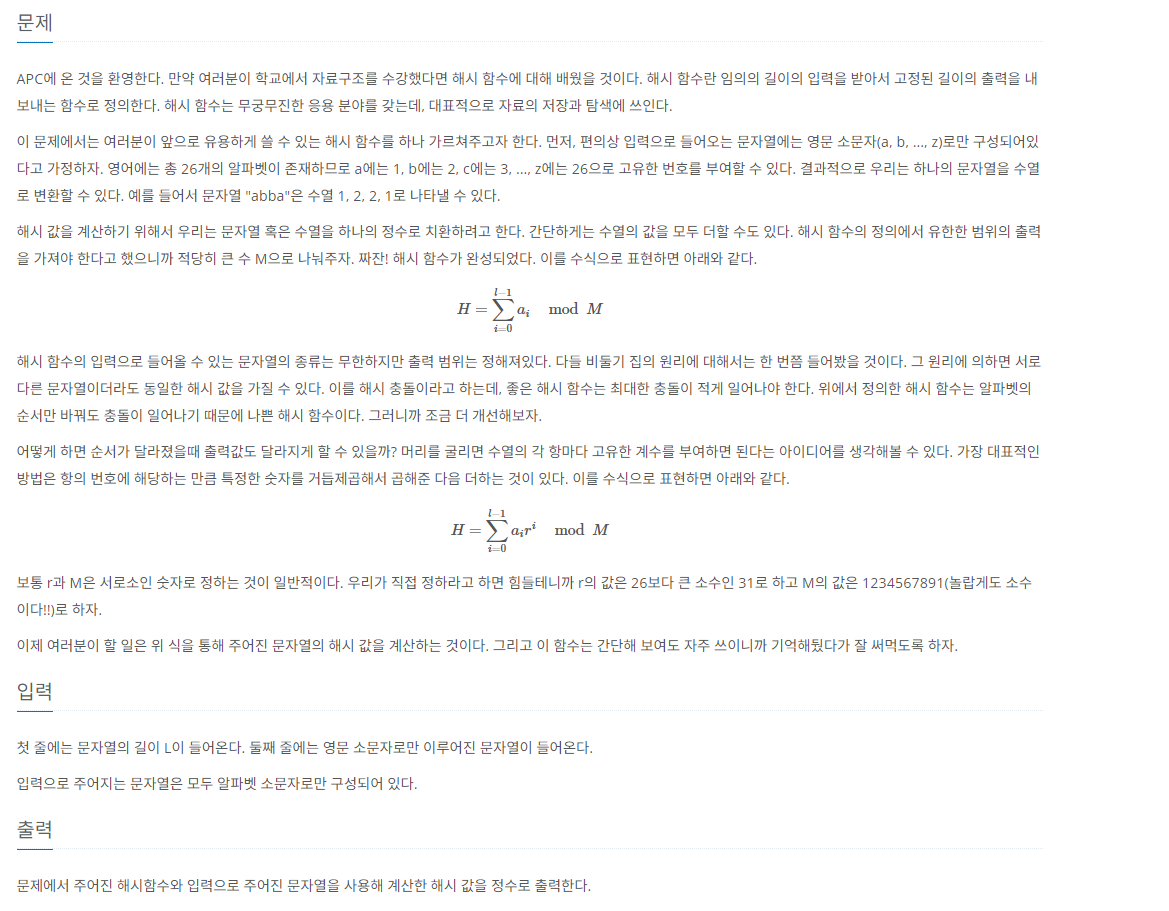 문제
APC에 온 것을 환영한다. 만약 여러분이 학교에서 자료구조를 수강했다면 해시 함수에 대해 배웠을 것이다. 해시 함수란 임의의 길이의 입력을 받아서 고정된 길이의 출력을 내
보내는 함수로 정의한다. 해시 함수는 무궁무진한 응용 분야를 갖는데, 대표적으로 자료의 저장과 탐색에 쓰인다.
이 문제에서는 여러분이 앞으로 유용하게 쓸 수 있는 해시 함수를 하나 가르쳐주고자 한다. 먼저, 편의상 입력으로 들어오는 문자열에는 영문 소문자(a, b, ..., z)로만 구성되어있
다고 가정하자. 영어에는 총 26개의 알파벳이 존재하므로 a에는 1, b에는 2, c에는 3, ..., z에는 26으로 고유한 번호를 부여할 수 있다. 결과적으로 우리는 하나의 문자열을 수열
로 변환할 수 있다. 예를 들어서 문자열 "abba"은 수열 1, 2, 2, 1로 나타낼 수 있다.
해시 값을 계산하기 위해서 우리는 문자열 혹은 수열을 하나의 정수로 치환하려고 한다. 간단하게는 수열의 값을 모두 더할 수도 있다. 해시 함수의 정의에서 유한한 범위의 출력
을 가져야 한다고 했으니까 적당히 큰 수 M으로 나눠주자. 짜잔! 해시 함수가 완성되었다. 이를 수식으로 표현하면 아래와 같다.
H = ∑_{i=0}^{l−1} a_i mod M
해시 함수의 입력으로 들어올 수 있는 문자열의 종류는 무한하지만 출력 범위는 정해져있다. 다들 비둘기 집의 원리에 대해서는 한 번쯤 들어봤을 것이다. 그 원리에 의하면 서로
다른 문자열이더라도 동일한 해시 값을 가질 수 있다. 이를 해시 충돌이라고 하는데, 좋은 해시 함수는 최대한 충돌이 적게 일어나야 한다. 위에서 정의한 해시 함수는 알파벳의
순서만 바꿔도 충돌이 일어나기 때문에 나쁜 해시 함수이다. 그러니까 조금 더 개선해보자.
어떻게 하면 순서가 달라졌을때 출력값도 달라지게 할 수 있을까? 머리를 굴리면 수열의 각 항마다 고유한 계수를 부여하면 된다는 아이디어를 생각해볼 수 있다. 가장 대표적인
방법은 항의 번호에 해당하는 만큼 특정한 숫자를 거듭제곱해서 곱해준 다음 더하는 것이 있다. 이를 수식으로 표현하면 아래와 같다.
H = ∑_{i=0}^{l−1} a_i r^i mod M
보통 r과 M은 서로소인 숫자로 정하는 것이 일반적이다. 우리가 직접 정하라고 하면 힘들테니까 r의 값은 26보다 큰 소수인 31로 하고 M의 값은 1234567891(놀랍게도 소수
이다!!)로 하자.
이제 여러분이 할 일은 위 식을 통해 주어진 문자열의 해시 값을 계산하는 것이다. 그리고 이 함수는 간단해 보여도 자주 쓰이니까 기억해뒀다가 잘 써먹도록 하자.
입력
첫 줄에는 문자열의 길이 L이 들어온다. 둘째 줄에는 영문 소문자로만 이루어진 문자열이 들어온다.
입력으로 주어지는 문자열은 모두 알파벳 소문자로만 구성되어 있다.
출력
문제에서 주어진 해시함수와 입력으로 주어진 문자열을 사용해 계산한 해시 값을 정수로 출력한다.